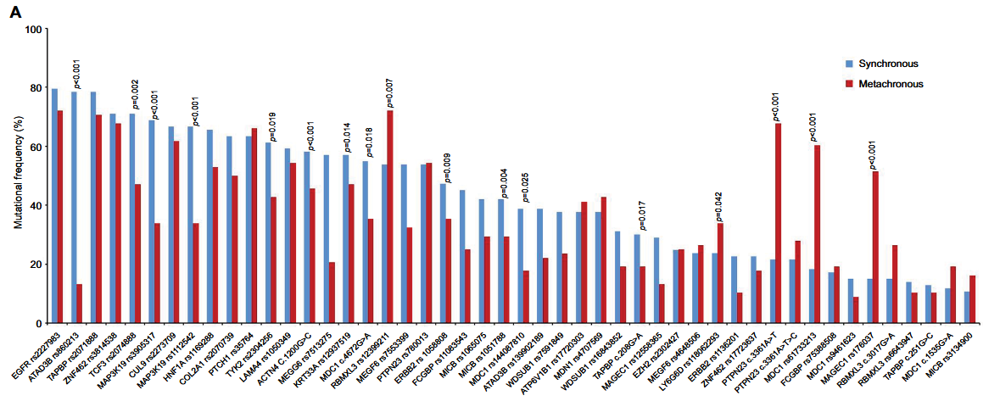 A
Mutational frequency (%)
100
80
60
40
20
0
Synchronous
Metachronous
p<0.001
p=0.002
p<0.001
p<0.001
p=0.019
p<0.001
p=0.014
p=0.018
p=0.007
p=0.009
p=0.004
p=0.025
p=0.017
p=0.042
p<0.001
p<0.001
p<0.001
EGFR rs2227983
ATAD3B rs860213
TAPBP rs2071888
ZNF462 rs3814538
TCF3 rs2074888
MAP3K19 rs3905317
CUL9 rs2273709
MAP3K19 rs1112542
HNF1A rs1169288
COL2A1 rs2070739
PTCH1 rs35764
TYK2 rs2304256
LAMA4 rs1050349
ACTN4 c.1200G>C
MEGG6 rs7513275
KRT33A rs12937519
MDC1 c.4672G>A
RBMXL3 rs12399211
MEGF6 rs7553399
PTPN23 rs780013
ERBB2 rs1058808
FCGBP rs1063543
MICB rs1065075
MICB rs1051788
MDC1 rs144087810
ATAD3B rs139902189
WDSUB1 rs7591849
ATP6V1B1 rs17720303
MDN1 rs4707569
WDSUB1 rs16843852
TAPBP c.208G>A
MAGEC1 rs12558365
EZH2 rs2302427
MEGF6 rs4648506
LY6G6D rs118062293
ERBB2 rs1136201
ZNF462 rs17723637
PTPN23 c.3361A>T
PTPN23 c.3361A>T>C
MDC1 rs61733213
FCGBP rs75388508
MDC1 rs9461623
MAGEC1 rs176037
RBMXL3 c.3017G>A
RBMXL3 rs6643947
TAPBP c.251G>C
MDC1 c.1535G>A
MICB rs3134900